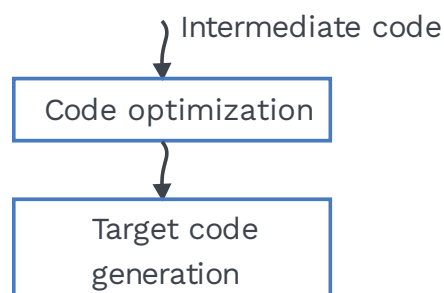 Intermediate code
Code optimization
Target code
generation